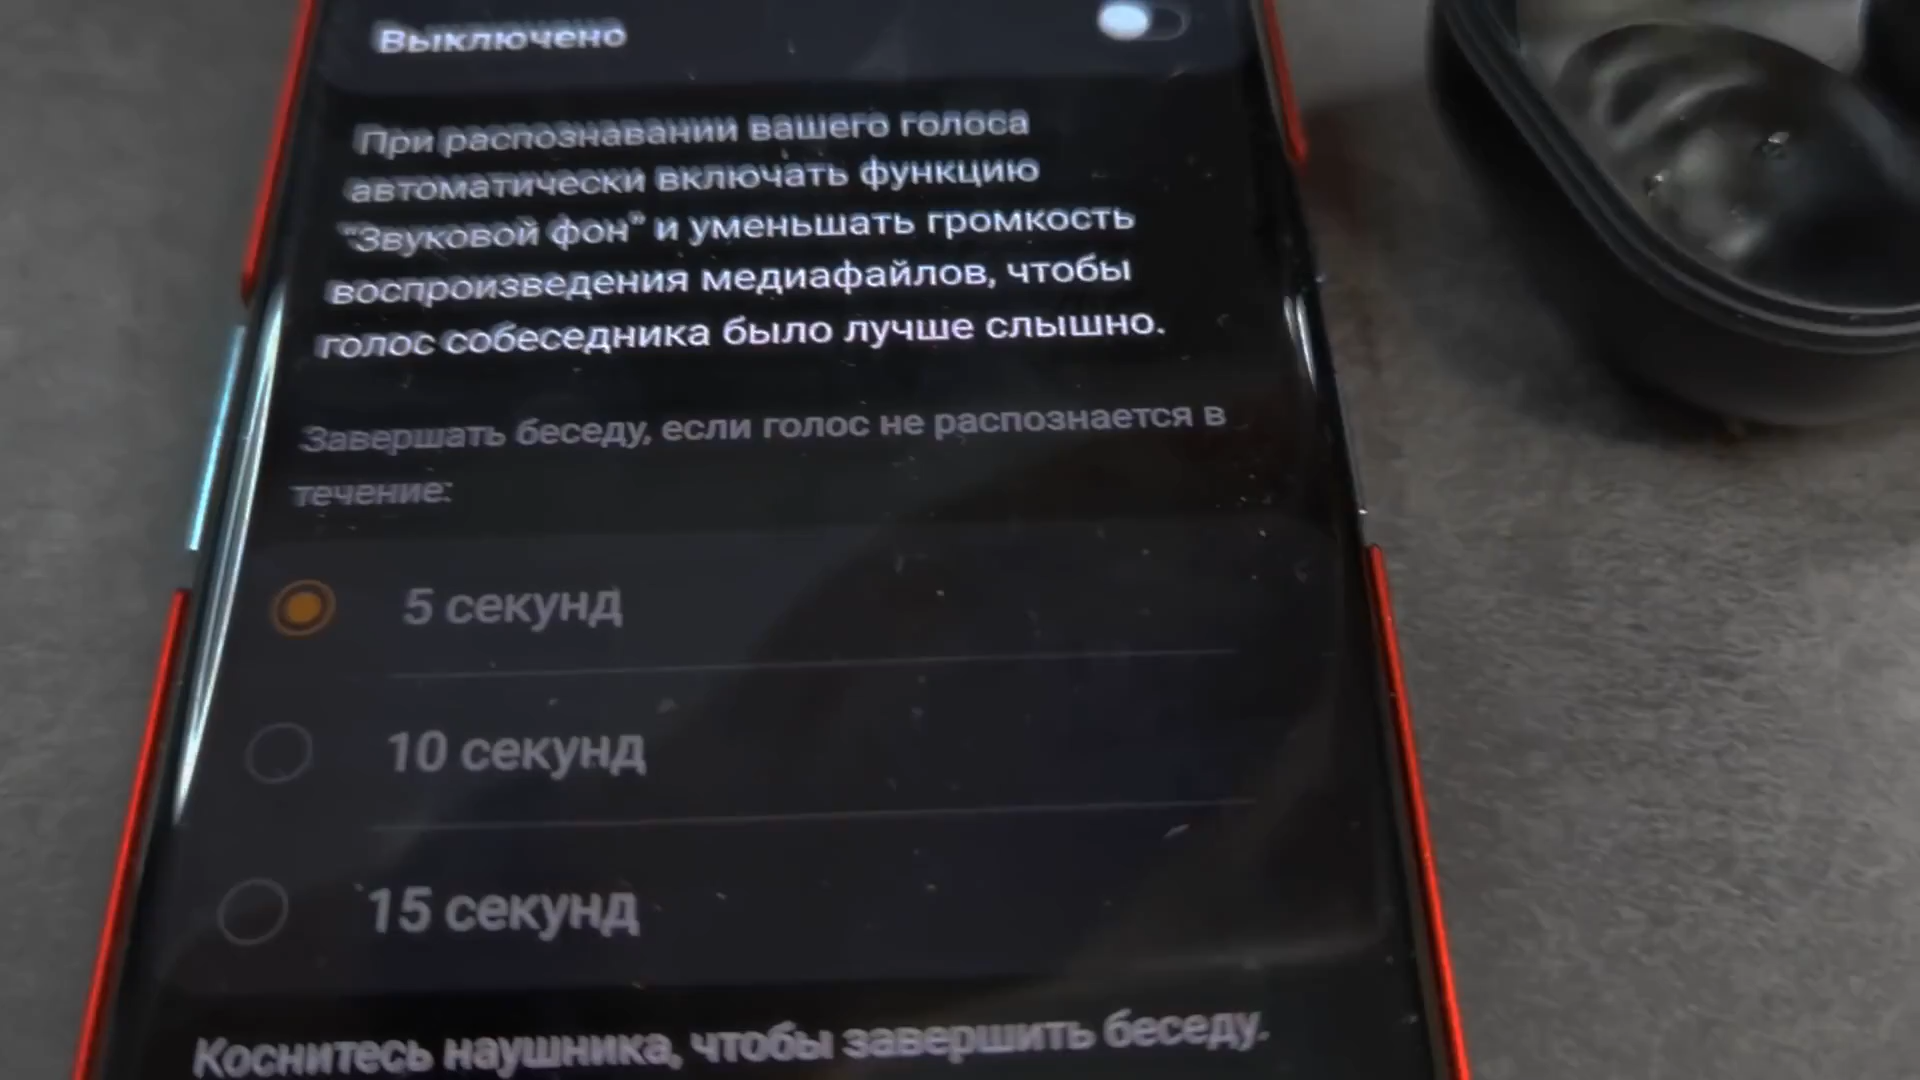 Выключено
При распознавании вашего голоса
автоматически включать функцию
"Звуковой фон" и уменьшать громкость
воспроизведения медиафайлов, чтобы
голос собеседника было лучше слышно.
Завершать беседу, если голос не распознается в
течение:
5 секунд
10 секунд
15 секунд
Коснитесь наушника, чтобы завершить беседу.